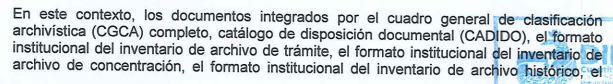 En este contexto, los documentos integrados por el cuadro general de clasificación
archivística (CGCA) completo, catálogo de disposición documental (CADIDO), el formato
institucional del inventario de archivo de trámite, el formato institucional del inventario de
archivo de concentración, el formato institucional del inventario de archivo histórico, el